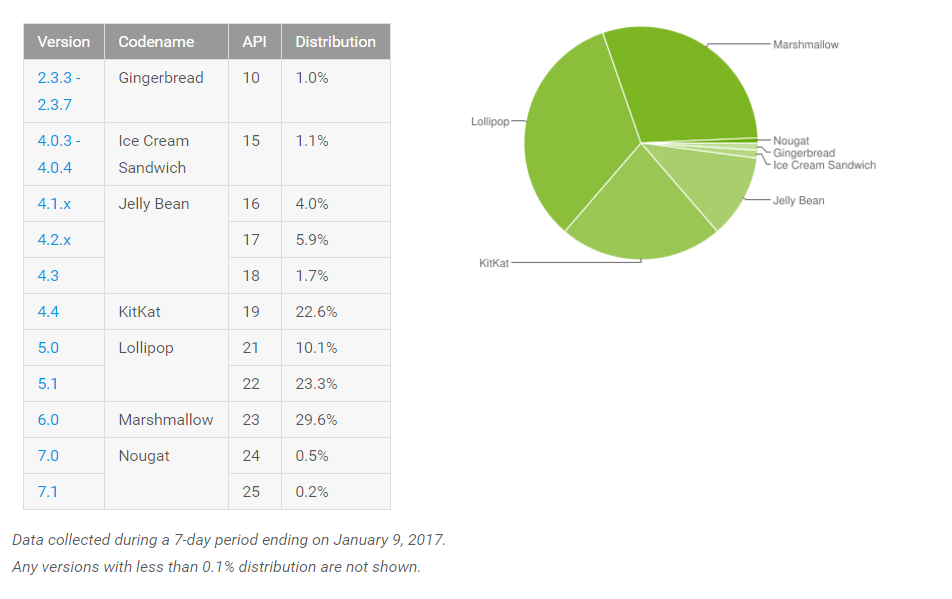 Version Codename API Distribution
2.3.3 - Gingerbread 10 1.0%
2.3.7
4.0.3 - Ice Cream 15 1.1%
4.0.4 Sandwich
4.1.x Jelly Bean 16 4.0%
4.2.x 17 5.9%
4.3 18 1.7%
4.4 KitKat 19 22.6%
5.0 Lollipop 21 10.1%
5.1 22 23.3%
6.0 Marshmallow 23 29.6%
7.0 Nougat 24 0.5%
7.1 25 0.2%
Marshmallow
Lollipop
Nougat
Gingerbread
Ice Cream Sandwich
Jelly Bean
KitKat
Data collected during a 7-day period ending on January 9, 2017.
Any versions with less than 0.1% distribution are not shown.